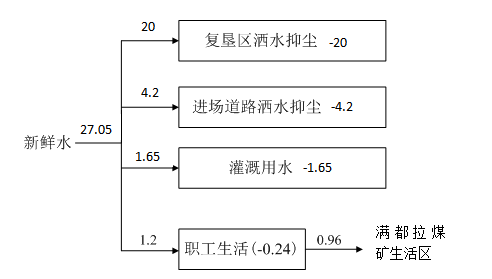 20
复垦区洒水抑尘 -20
4.2
进场道路洒水抑尘 -4.2
新鲜水 27.05
1.65
灌溉用水 -1.65
1.2
职工生活(-0.24)
0.96
满都拉煤
矿生活区